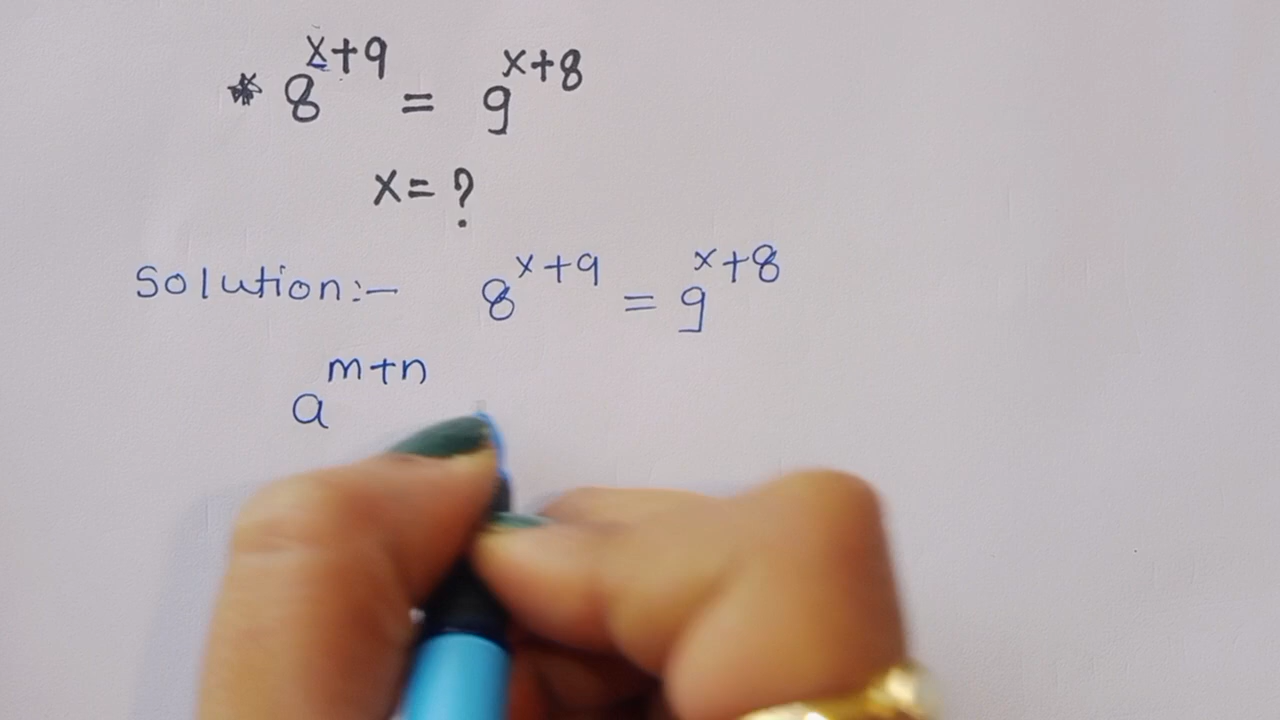 * 8^{x+9} = 9^{x+8}
x = ?
Solution:- 8^{x+9} = 9^{x+8}
a^{m+n}